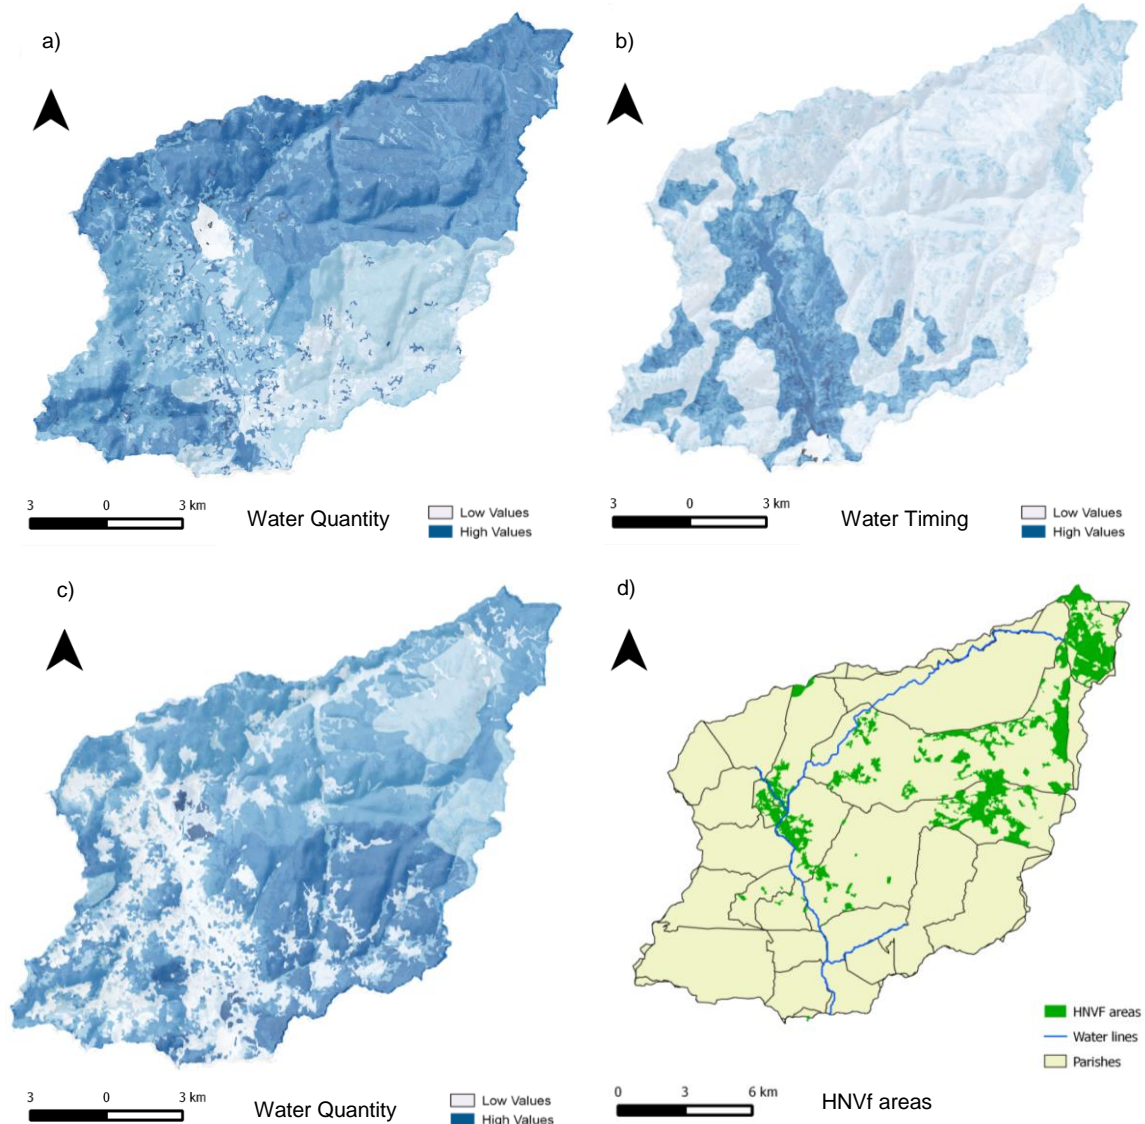 a)
3 0 3 km
Water Quantity
Low Values
High Values
b)
3 0 3 km
Water Timing
Low Values
High Values
c)
3 0 3 km
Water Quantity
Low Values
High Values
d)
HNVF areas
Water lines
Parishes
0 3 6 km
HNVf areas